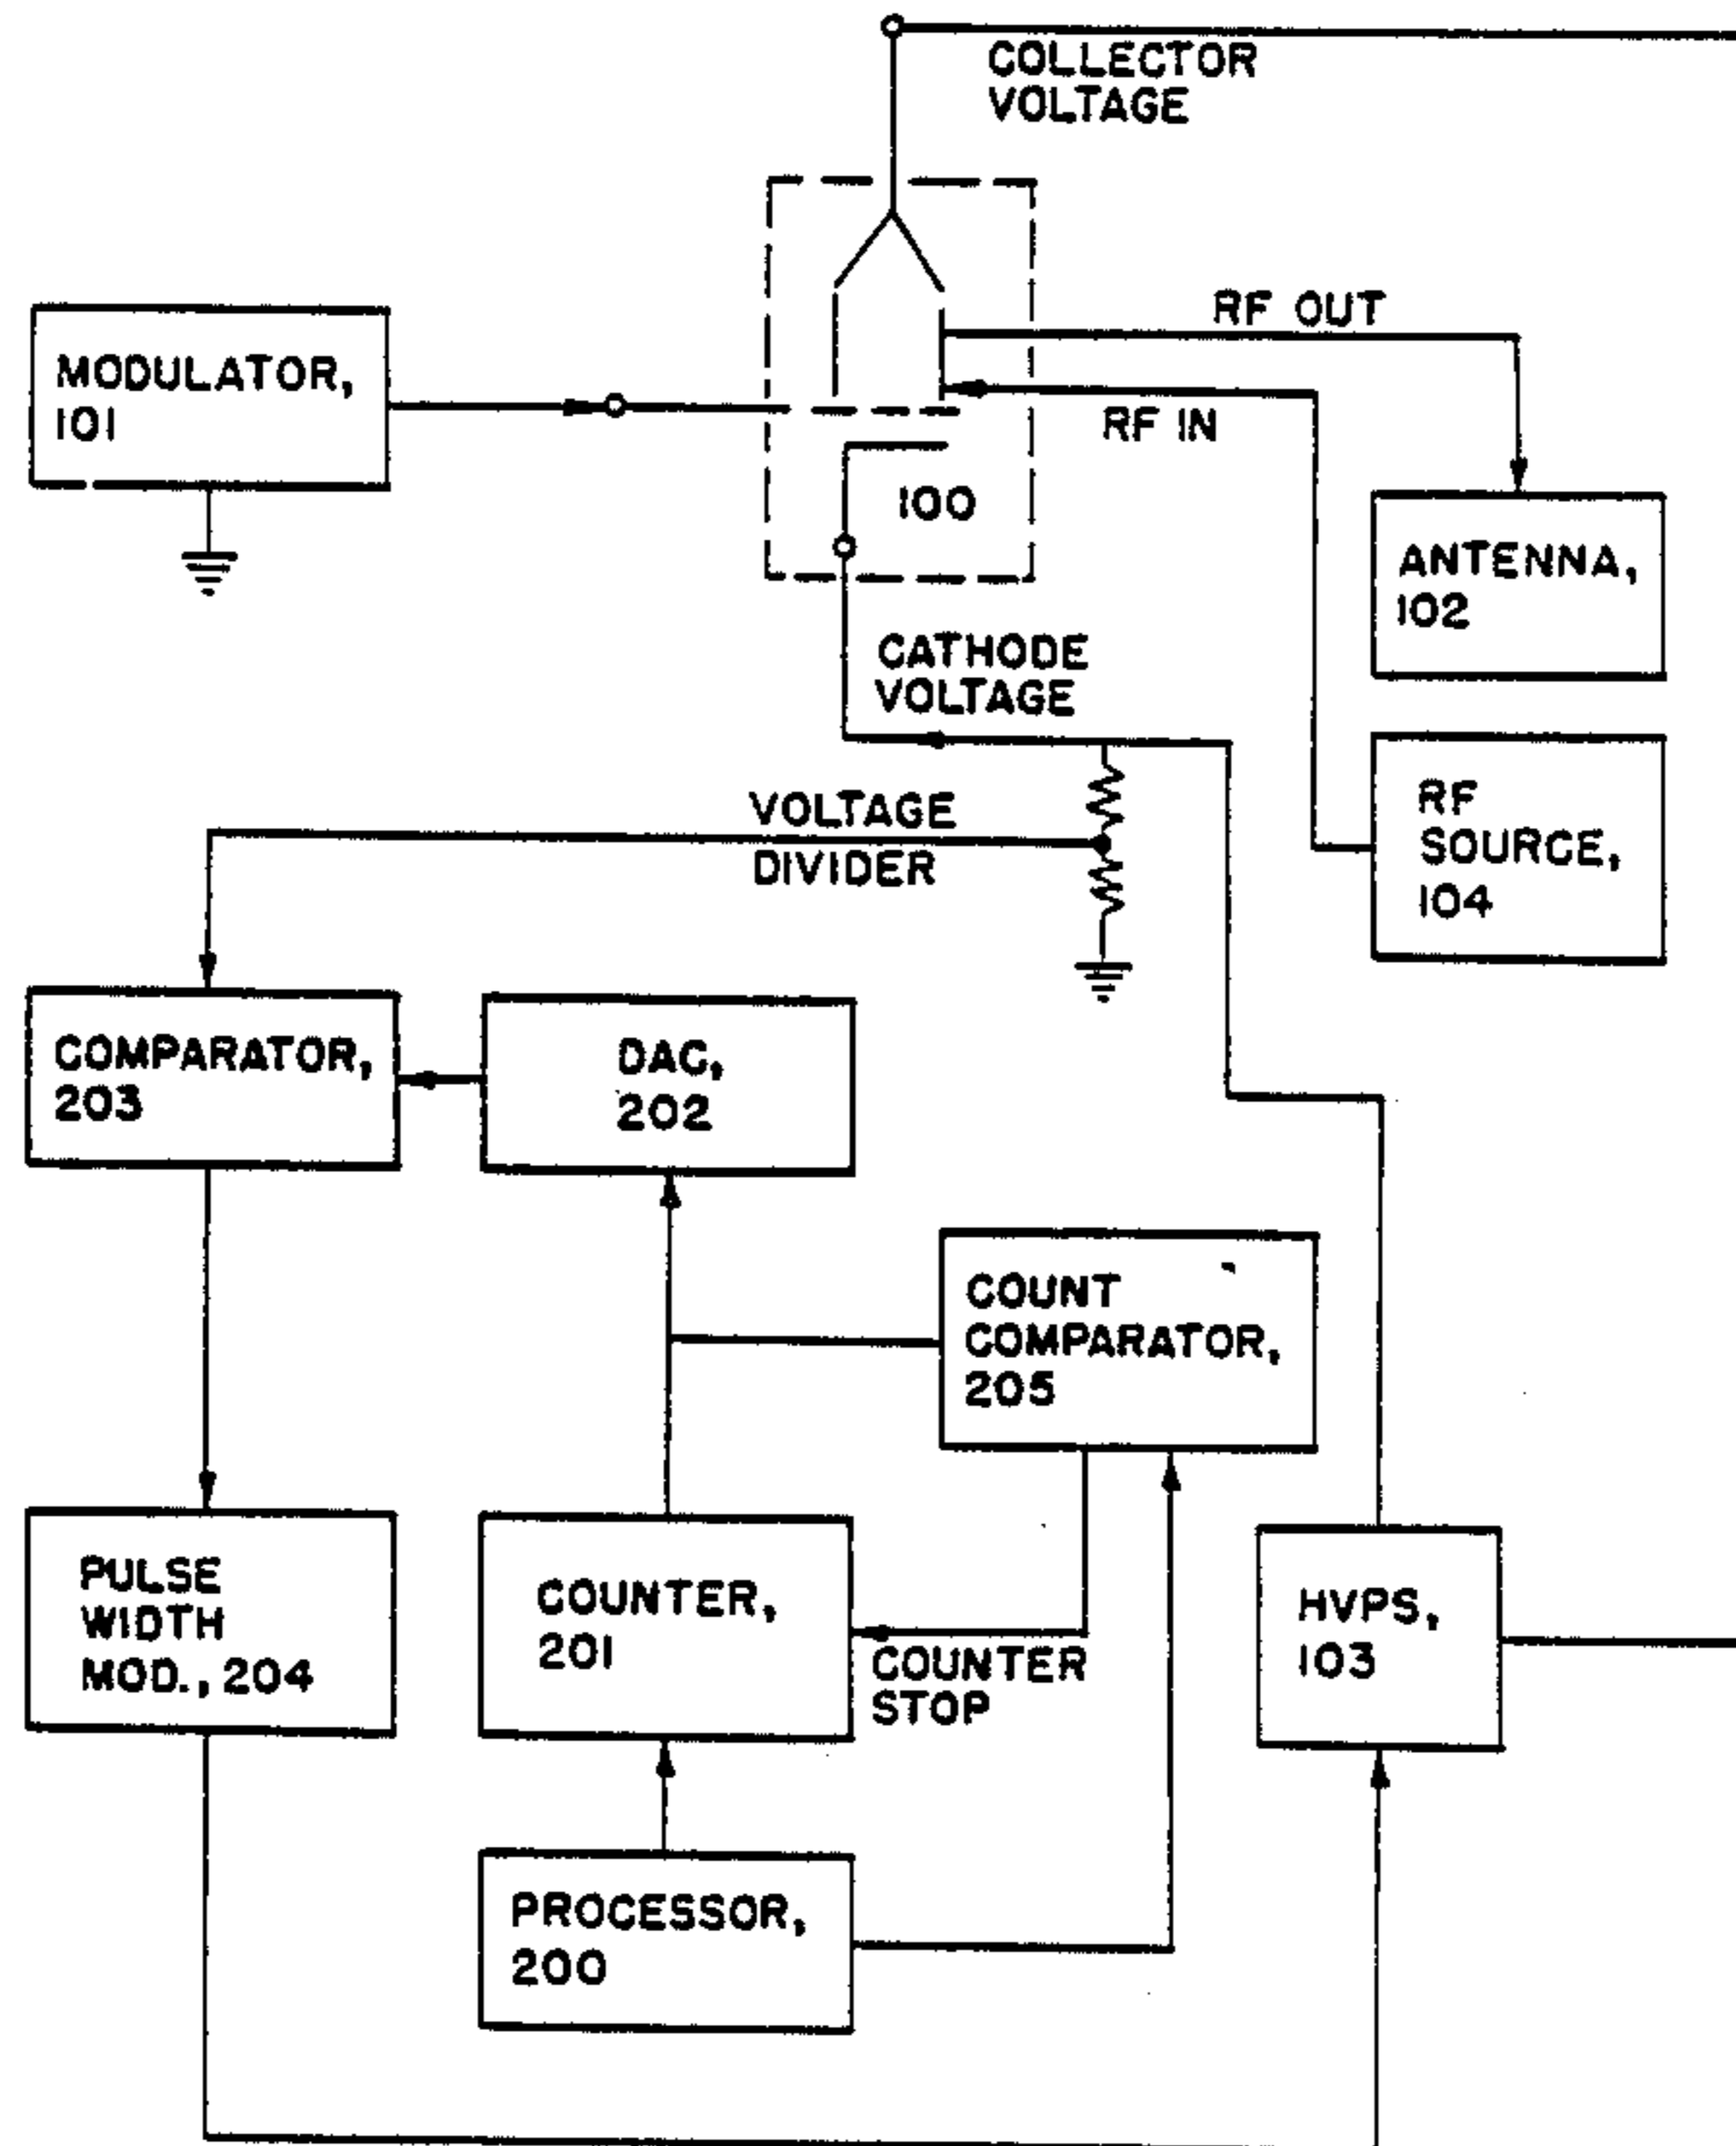 COLLECTOR
VOLTAGE
MODULATOR,
101
RF OUT
RF IN
100
ANTENNA,
102
CATHODE
VOLTAGE
RF
SOURCE,
104
VOLTAGE
DIVIDER
COMPARATOR,
203
DAC,
202
COUNT
COMPARATOR,
205
PULSE
WIDTH
MOD., 204
COUNTER,
201
COUNTER
STOP
HVPS,
103
PROCESSOR,
200